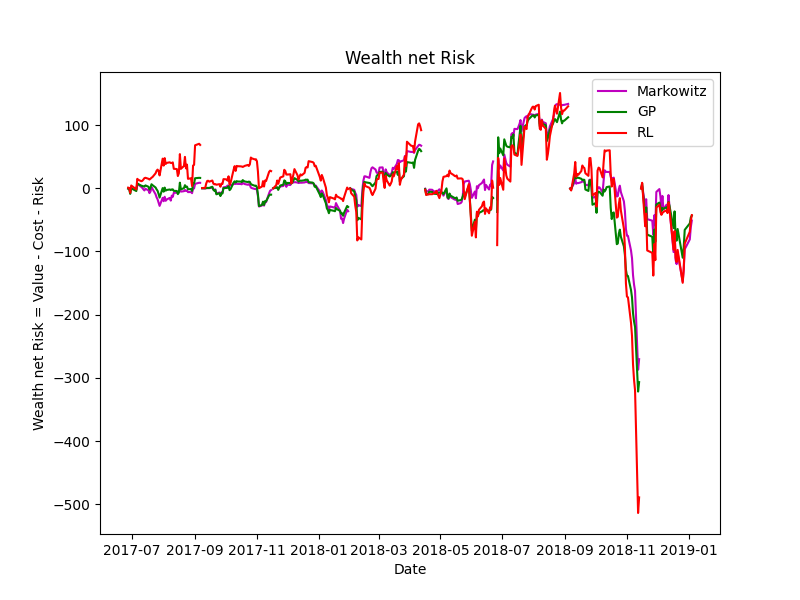 Wealth net Risk
Markowitz
GP
RL
Wealth net Risk = Value - Cost - Risk
100
0
−100
−200
−300
−400
−500
2017-07 2017-09 2017-11 2018-01 2018-03 2018-05 2018-07 2018-09 2018-11 2019-01
Date